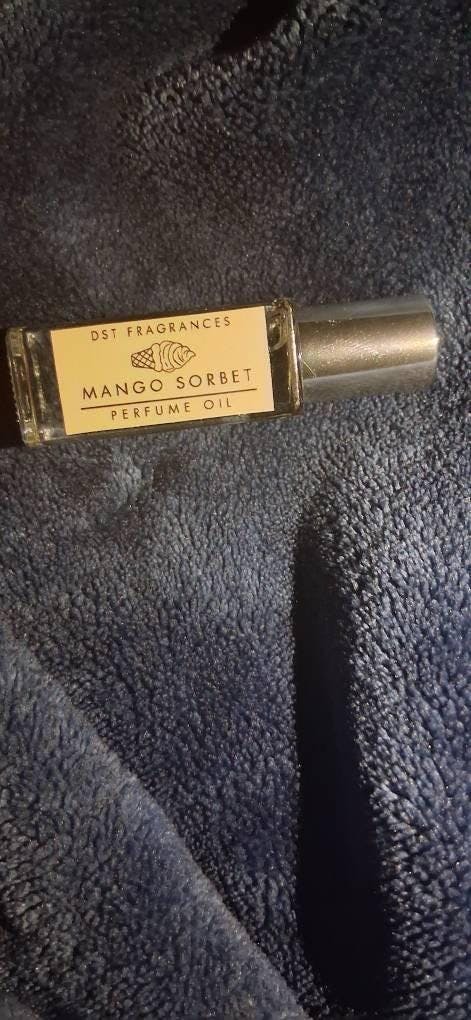 DST FRAGRANCES
MANGO SORBET
PERFUME OIL